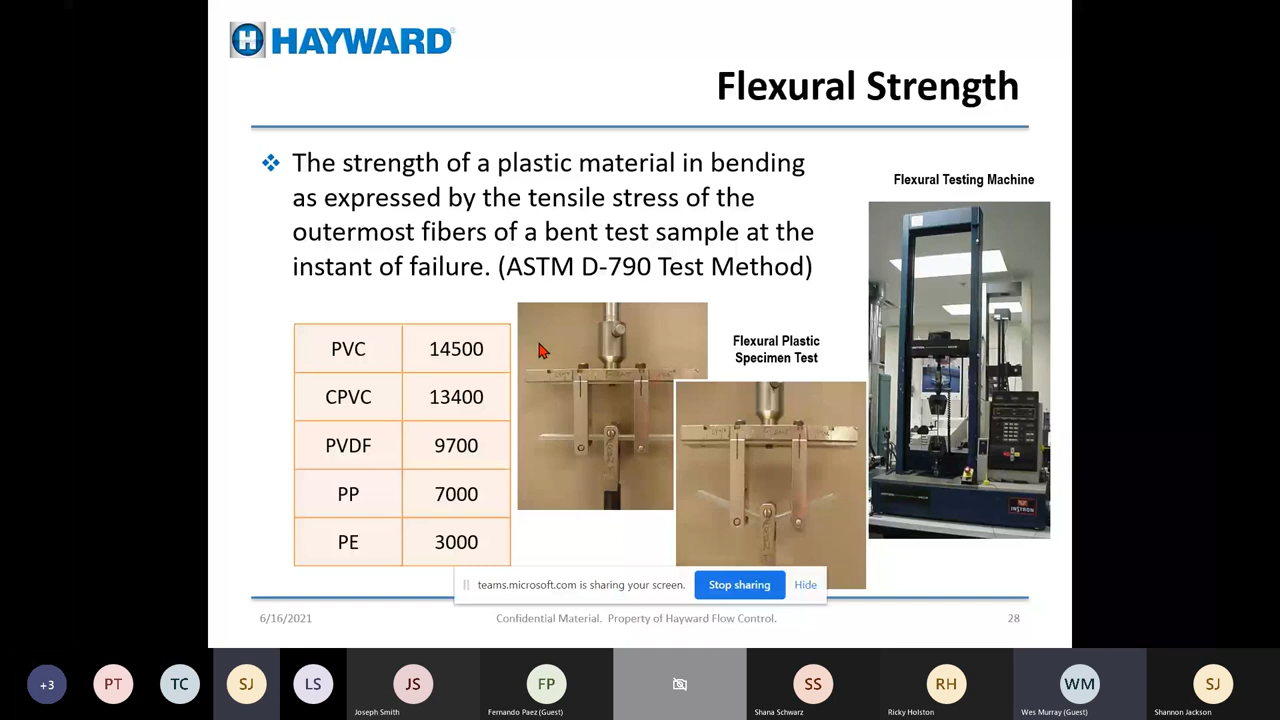 HAYWARD
Flexural Strength
The strength of a plastic material in bending
as expressed by the tensile stress of the
outermost fibers of a bent test sample at the
instant of failure. (ASTM D-790 Test Method)
Flexural Testing Machine
PVC 14500
CPVC 13400
PVDF 9700
PP 7000
PE 3000
Flexural Plastic
Specimen Test
INSTRON
teams.microsoft.com is sharing your screen. Stop sharing Hide
6/16/2021 Confidential Material. Property of Hayward Flow Control. 28
+3 PT TC SJ LS JS FP SS RH WM SJ
Joseph Smith Fernando Paez (Guest) Shana Schwarz Ricky Holston Wes Murray (Guest) Shannon Jackson